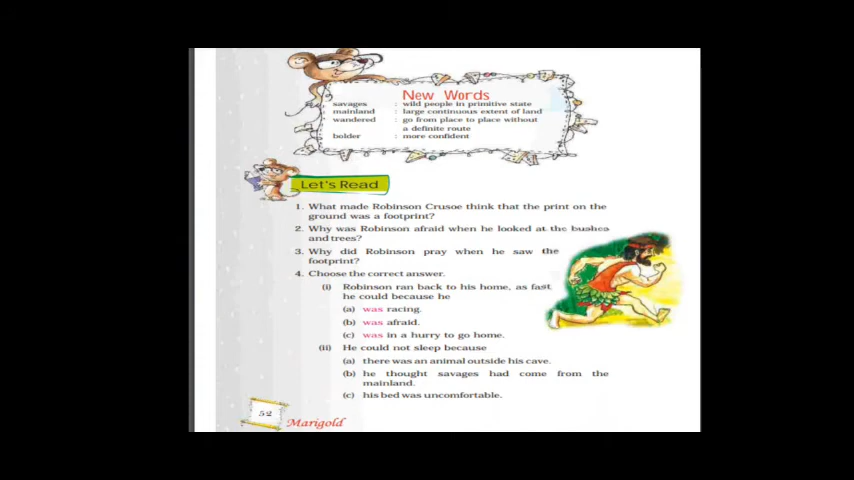 New Words
savages : wild people in primitive state
mainland : large continuous extent of land
wandered : go from place to place without
a definite route
bolder : more confident
Let's Read
1. What made Robinson Crusoe think that the print on the
ground was a footprint?
2. Why was Robinson afraid when he looked at the bushes
and trees?
3. Why did Robinson pray when he saw the
footprint?
4. Choose the correct answer.
(i) Robinson ran back to his home, as fast
he could because he
(a) was racing.
(b) was afraid.
(c) was in a hurry to go home.
(ii) He could not sleep because
(a) there was an animal outside his cave.
(b) he thought savages had come from the
mainland.
(c) his bed was uncomfortable.
52
Marigold